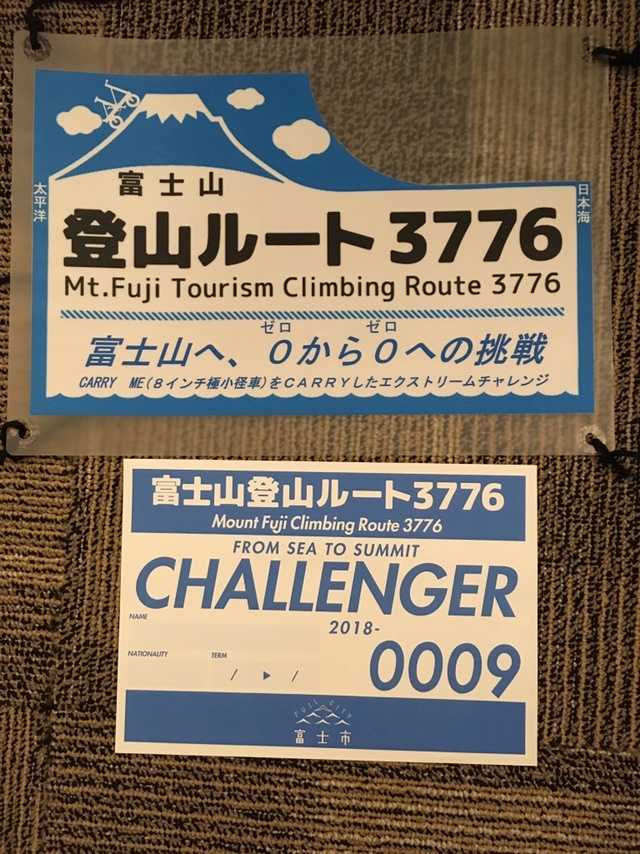 太平洋
日本海
富士山
登山ルート3776
Mt.Fuji Tourism Climbing Route 3776
ゼロ ゼロ
富士山へ、0から0への挑戦
CARRY ME(8インチ極小怪車)をCARRYしたエクストリームチャレンジ
富士山登山ルート3776
Mount Fuji Climbing Route 3776
FROM SEA TO SUMMIT
CHALLENGER
NAME
2018-
NATIONALITY
TERM
/ ▶ /
0009
FUJI CITY
富士市